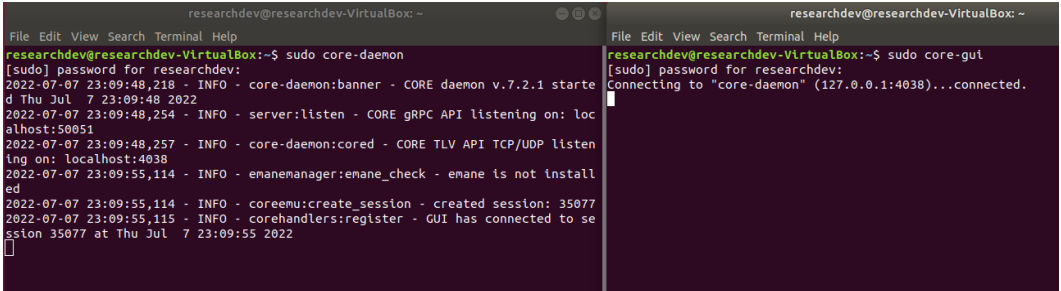 researchdev@researchdev-VirtualBox: ~
File Edit View Search Terminal Help
researchdev@researchdev-VirtualBox:~$ sudo core-daemon
[sudo] password for researchdev:
2022-07-07 23:09:48,218 - INFO - core-daemon:banner - CORE daemon v.7.2.1 starte
d Thu Jul  7 23:09:48 2022
2022-07-07 23:09:48,254 - INFO - server:listen - CORE gRPC API listening on: loc
alhost:50051
2022-07-07 23:09:48,257 - INFO - core-daemon:cored - CORE TLV API TCP/UDP listen
ing on: localhost:4038
2022-07-07 23:09:55,114 - INFO - emanemanager:emane_check - emane is not install
ed
2022-07-07 23:09:55,114 - INFO - coreemu:create_session - created session: 35077
2022-07-07 23:09:55,115 - INFO - corehandlers:register - GUI has connected to se
ssion 35077 at Thu Jul  7 23:09:55 2022
researchdev@researchdev-VirtualBox: ~
File Edit View Search Terminal Help
researchdev@researchdev-VirtualBox:~$ sudo core-gui
[sudo] password for researchdev:
Connecting to "core-daemon" (127.0.0.1:4038)...connected.